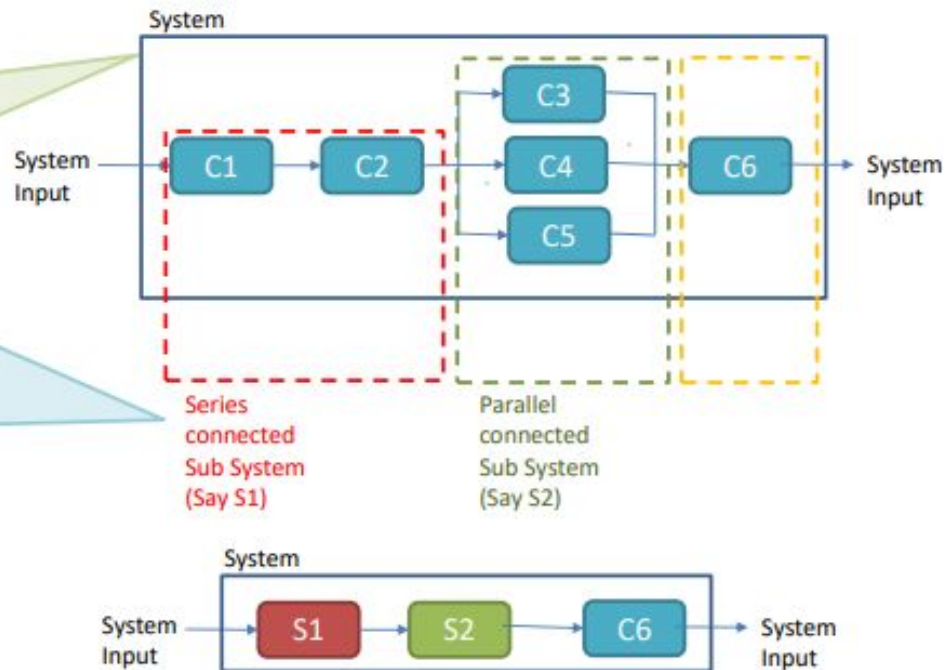 System
C3
System
Input
C1
C2
C4
C6
System
Input
C5
Series
connected
Sub System
(Say S1)
Parallel
connected
Sub System
(Say S2)
System
System
Input
S1
S2
C6
System
Input